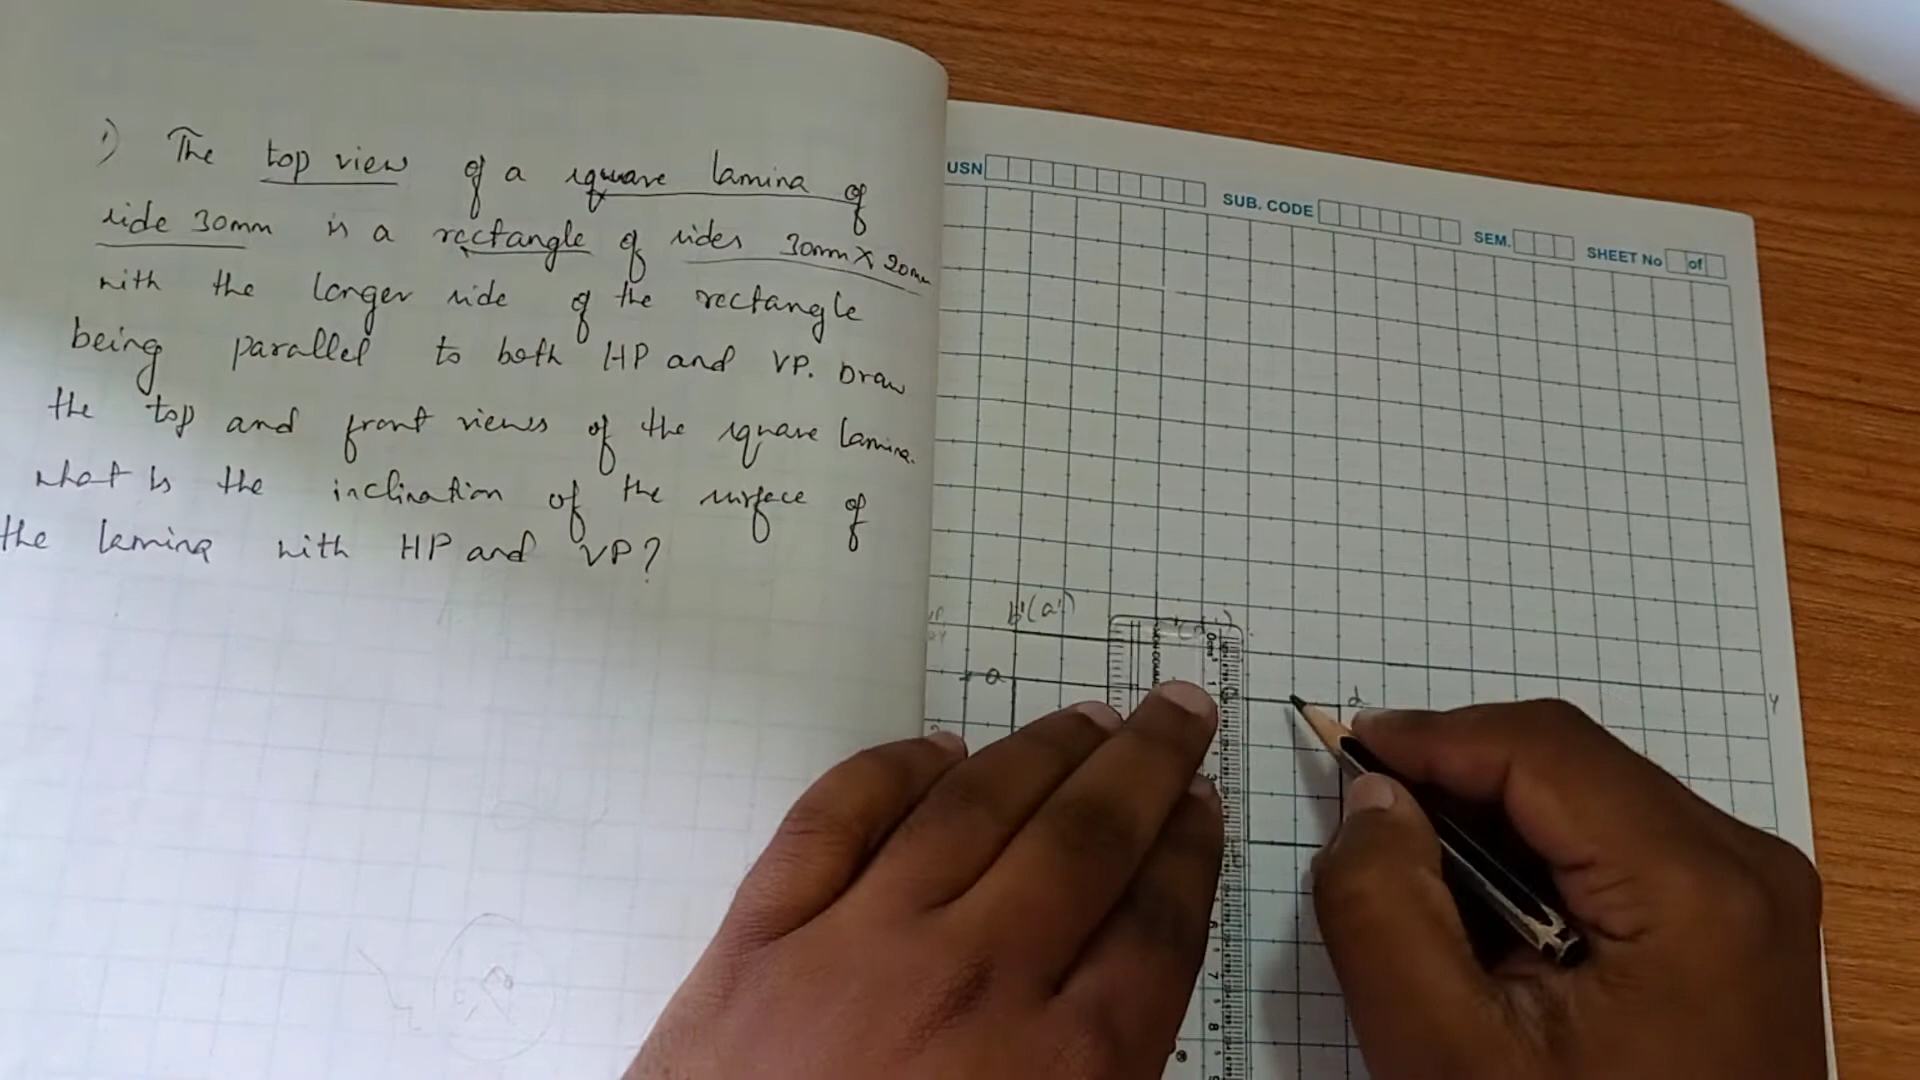 1) The top view of a square lamina of
side 30mm is a rectangle of sides 30mm X 20mm
with the longer side of the rectangle
being parallel to both HP and VP. Draw
the top and front views of the square lamina.
what is the inclination of the surface of
the lamina with HP and VP?
USN
SUB. CODE
SEM.
SHEET No of
b'(a')
a
d
Y